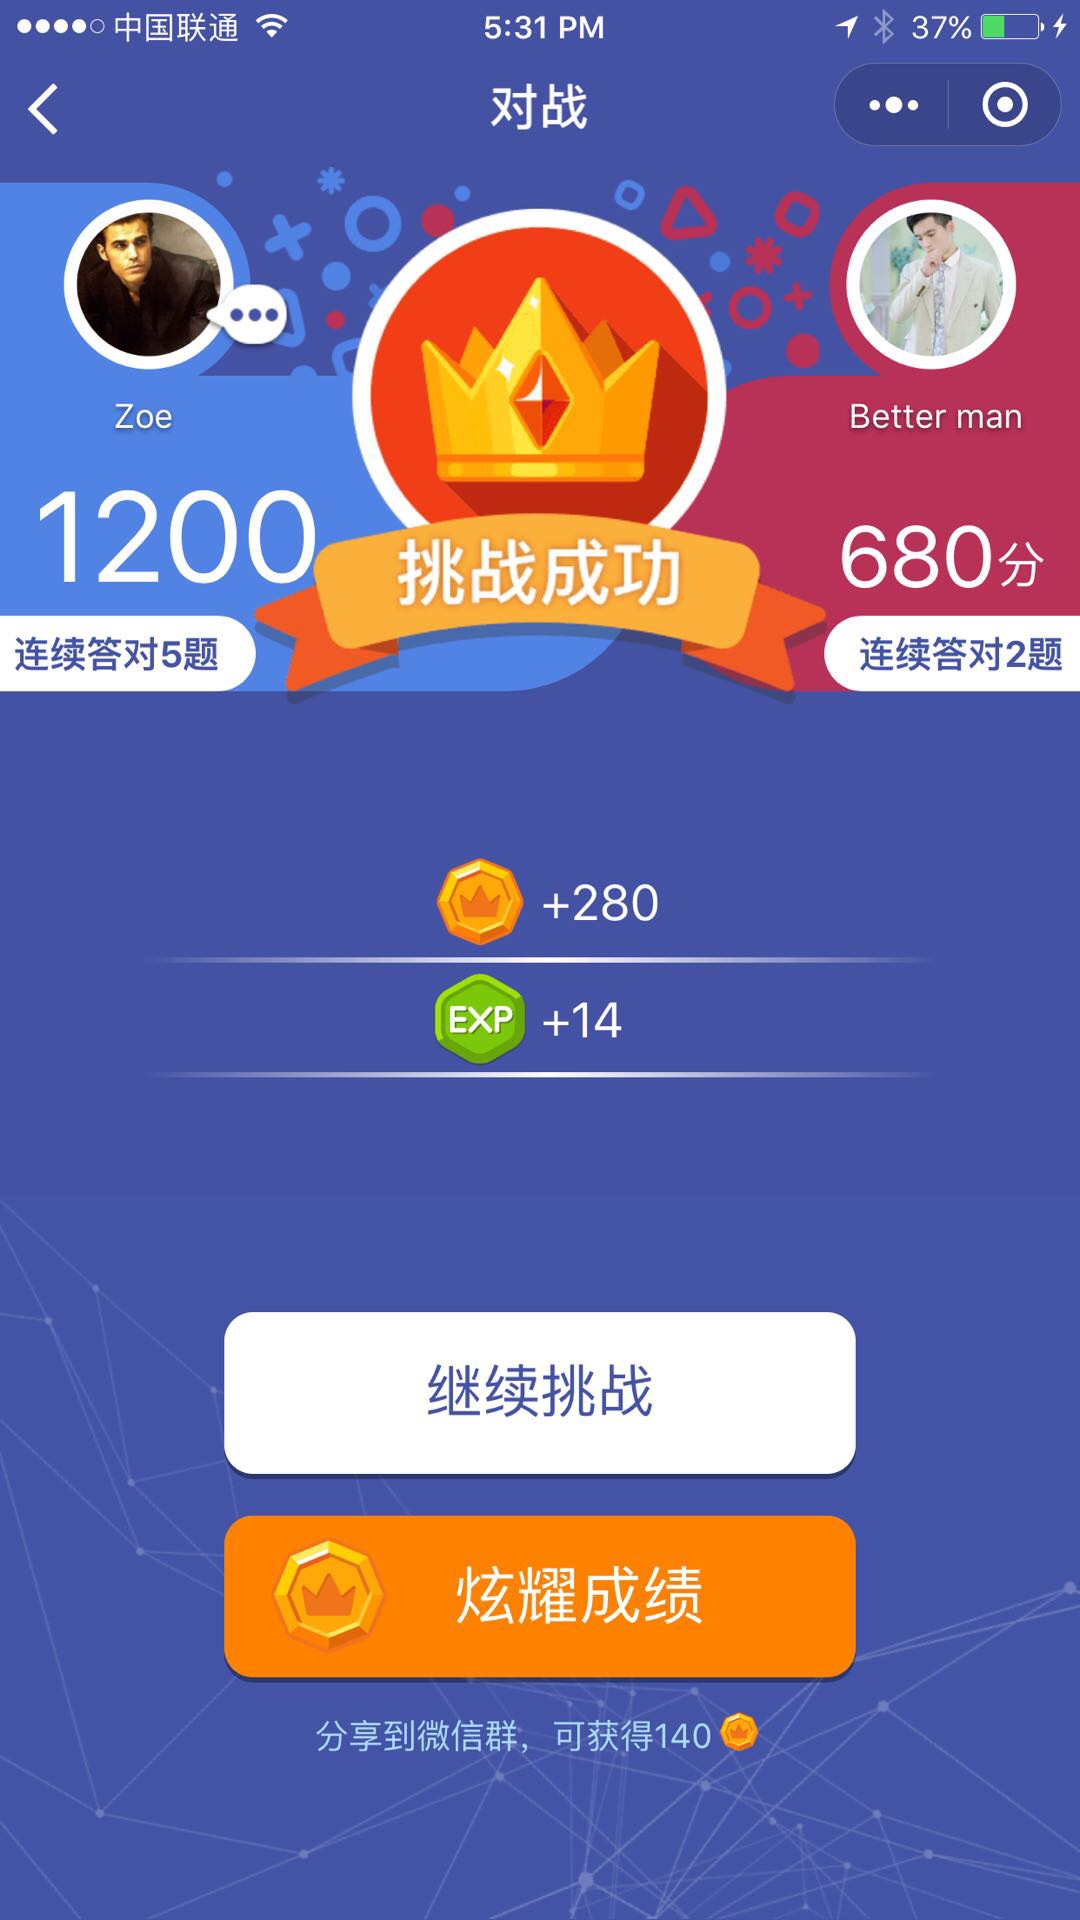 中国联通
5:31 PM
37%
对战
Zoe
Better man
1200
680分
挑战成功
连续答对5题
连续答对2题
+280
EXP
+14
继续挑战
炫耀成绩
分享到微信群，可获得140